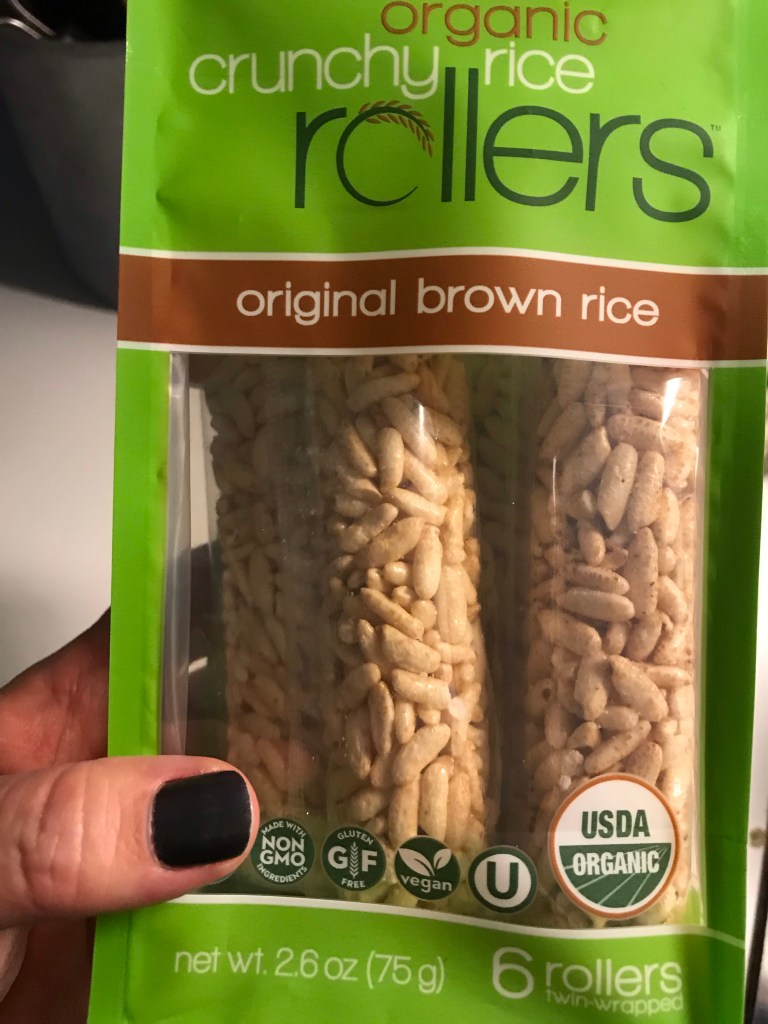 organic
crunchy rice
rollers™
original brown rice
MADE WITH
NON
GMO
INGREDIENTS
GLUTEN
GF
FREE
vegan
U
USDA
ORGANIC
net wt. 2.6 oz (75 g)
6 rollers
twin-wrapped